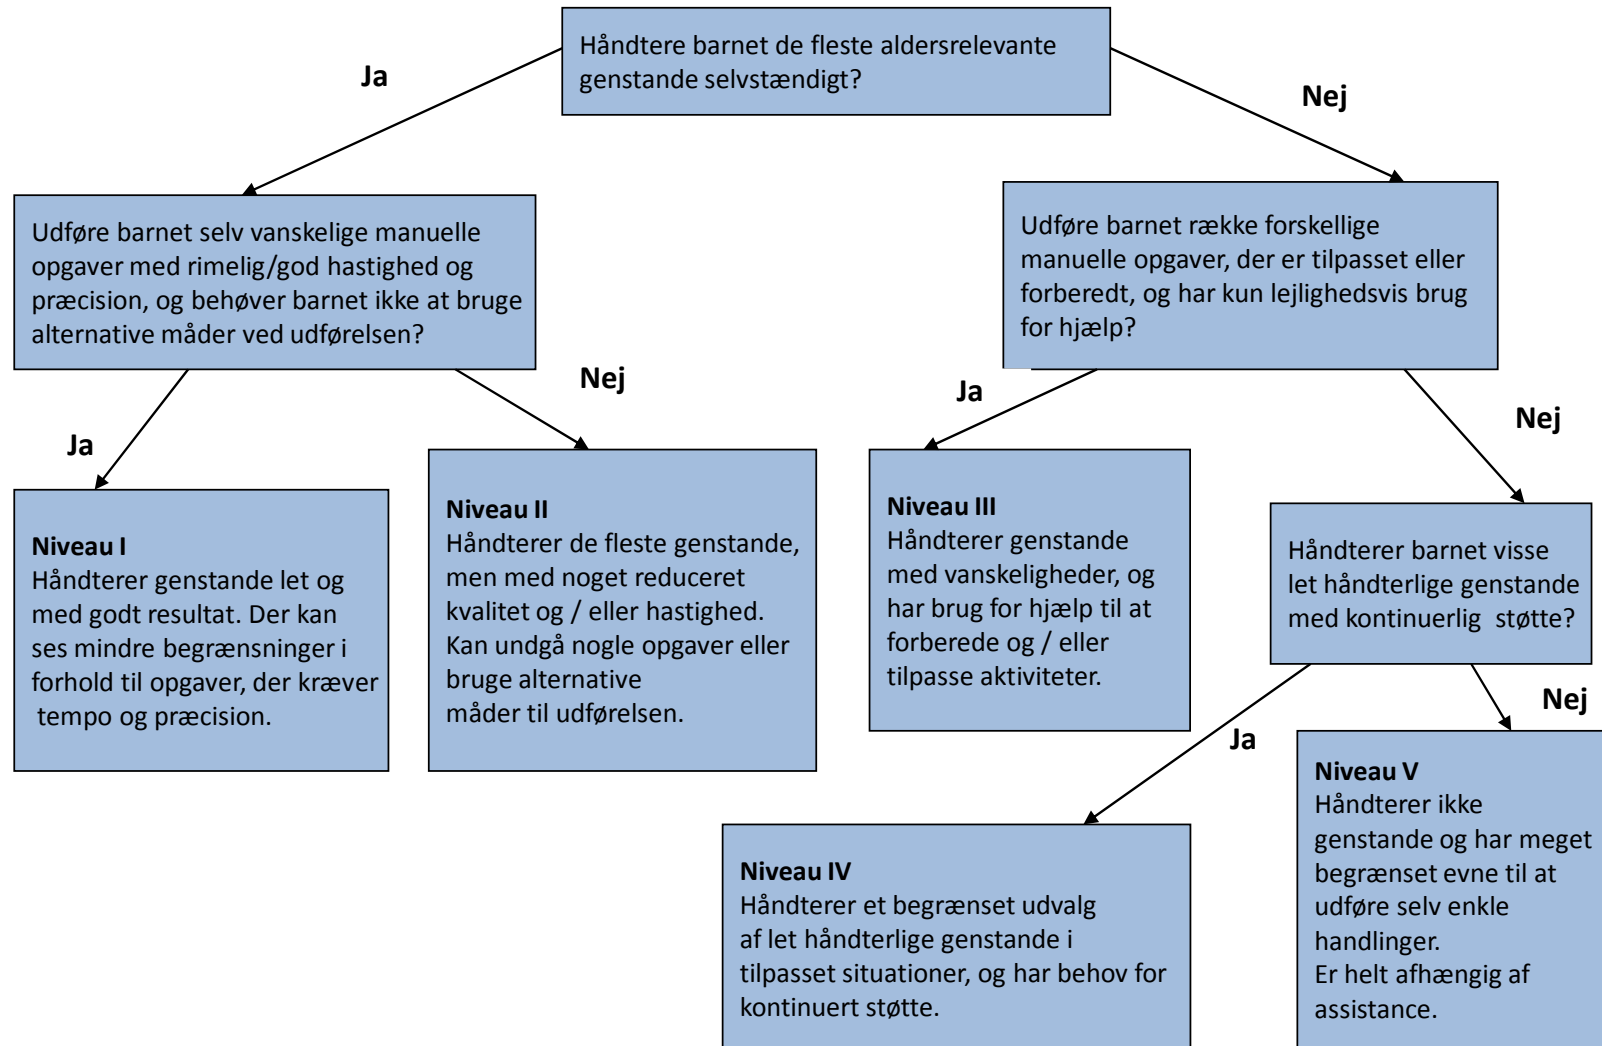 Håndtere barnet de fleste aldersrelevante
genstande selvstændigt?
Ja
Nej
Udføre barnet selv vanskelige manuelle
opgaver med rimelig/god hastighed og
præcision, og behøver barnet ikke at bruge
alternative måder ved udførelsen?
Udføre barnet række forskellige
manuelle opgaver, der er tilpasset eller
forberedt, og har kun lejlighedsvis brug
for hjælp?
Ja
Nej
Ja
Nej
Niveau I
Håndterer genstande let og
med godt resultat. Der kan
ses mindre begrænsninger i
forhold til opgaver, der kræver
tempo og præcision.
Niveau II
Håndterer de fleste genstande,
men med noget reduceret
kvalitet og / eller hastighed.
Kan undgå nogle opgaver eller
bruge alternative
måder til udførelsen.
Niveau III
Håndterer genstande
med vanskeligheder, og
har brug for hjælp til at
forberede og / eller
tilpasse aktiviteter.
Håndterer barnet visse
let håndterlige genstande
med kontinuerlig  støtte?
Ja
Nej
Niveau IV
Håndterer et begrænset udvalg
af let håndterlige genstande i
tilpasset situationer, og har behov for
kontinuert støtte.
Niveau V
Håndterer ikke
genstande og har meget
begrænset evne til at
udføre selv enkle
handlinger.
Er helt afhængig af
assistance.